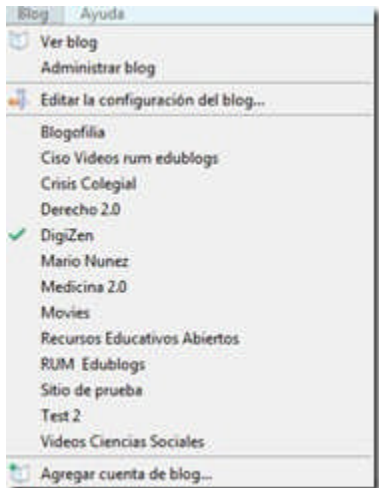 Blog Ayuda
Ver blog
Administrar blog
Editar la configuración del blog...
Blogofilia
Ciso Videos rum edublogs
Crisis Colegial
Derecho 2.0
DigiZen
Mario Nunez
Medicina 2.0
Movies
Recursos Educativos Abiertos
RUM Edublogs
Sitio de prueba
Test 2
Videos Ciencias Sociales
Agregar cuenta de blog...